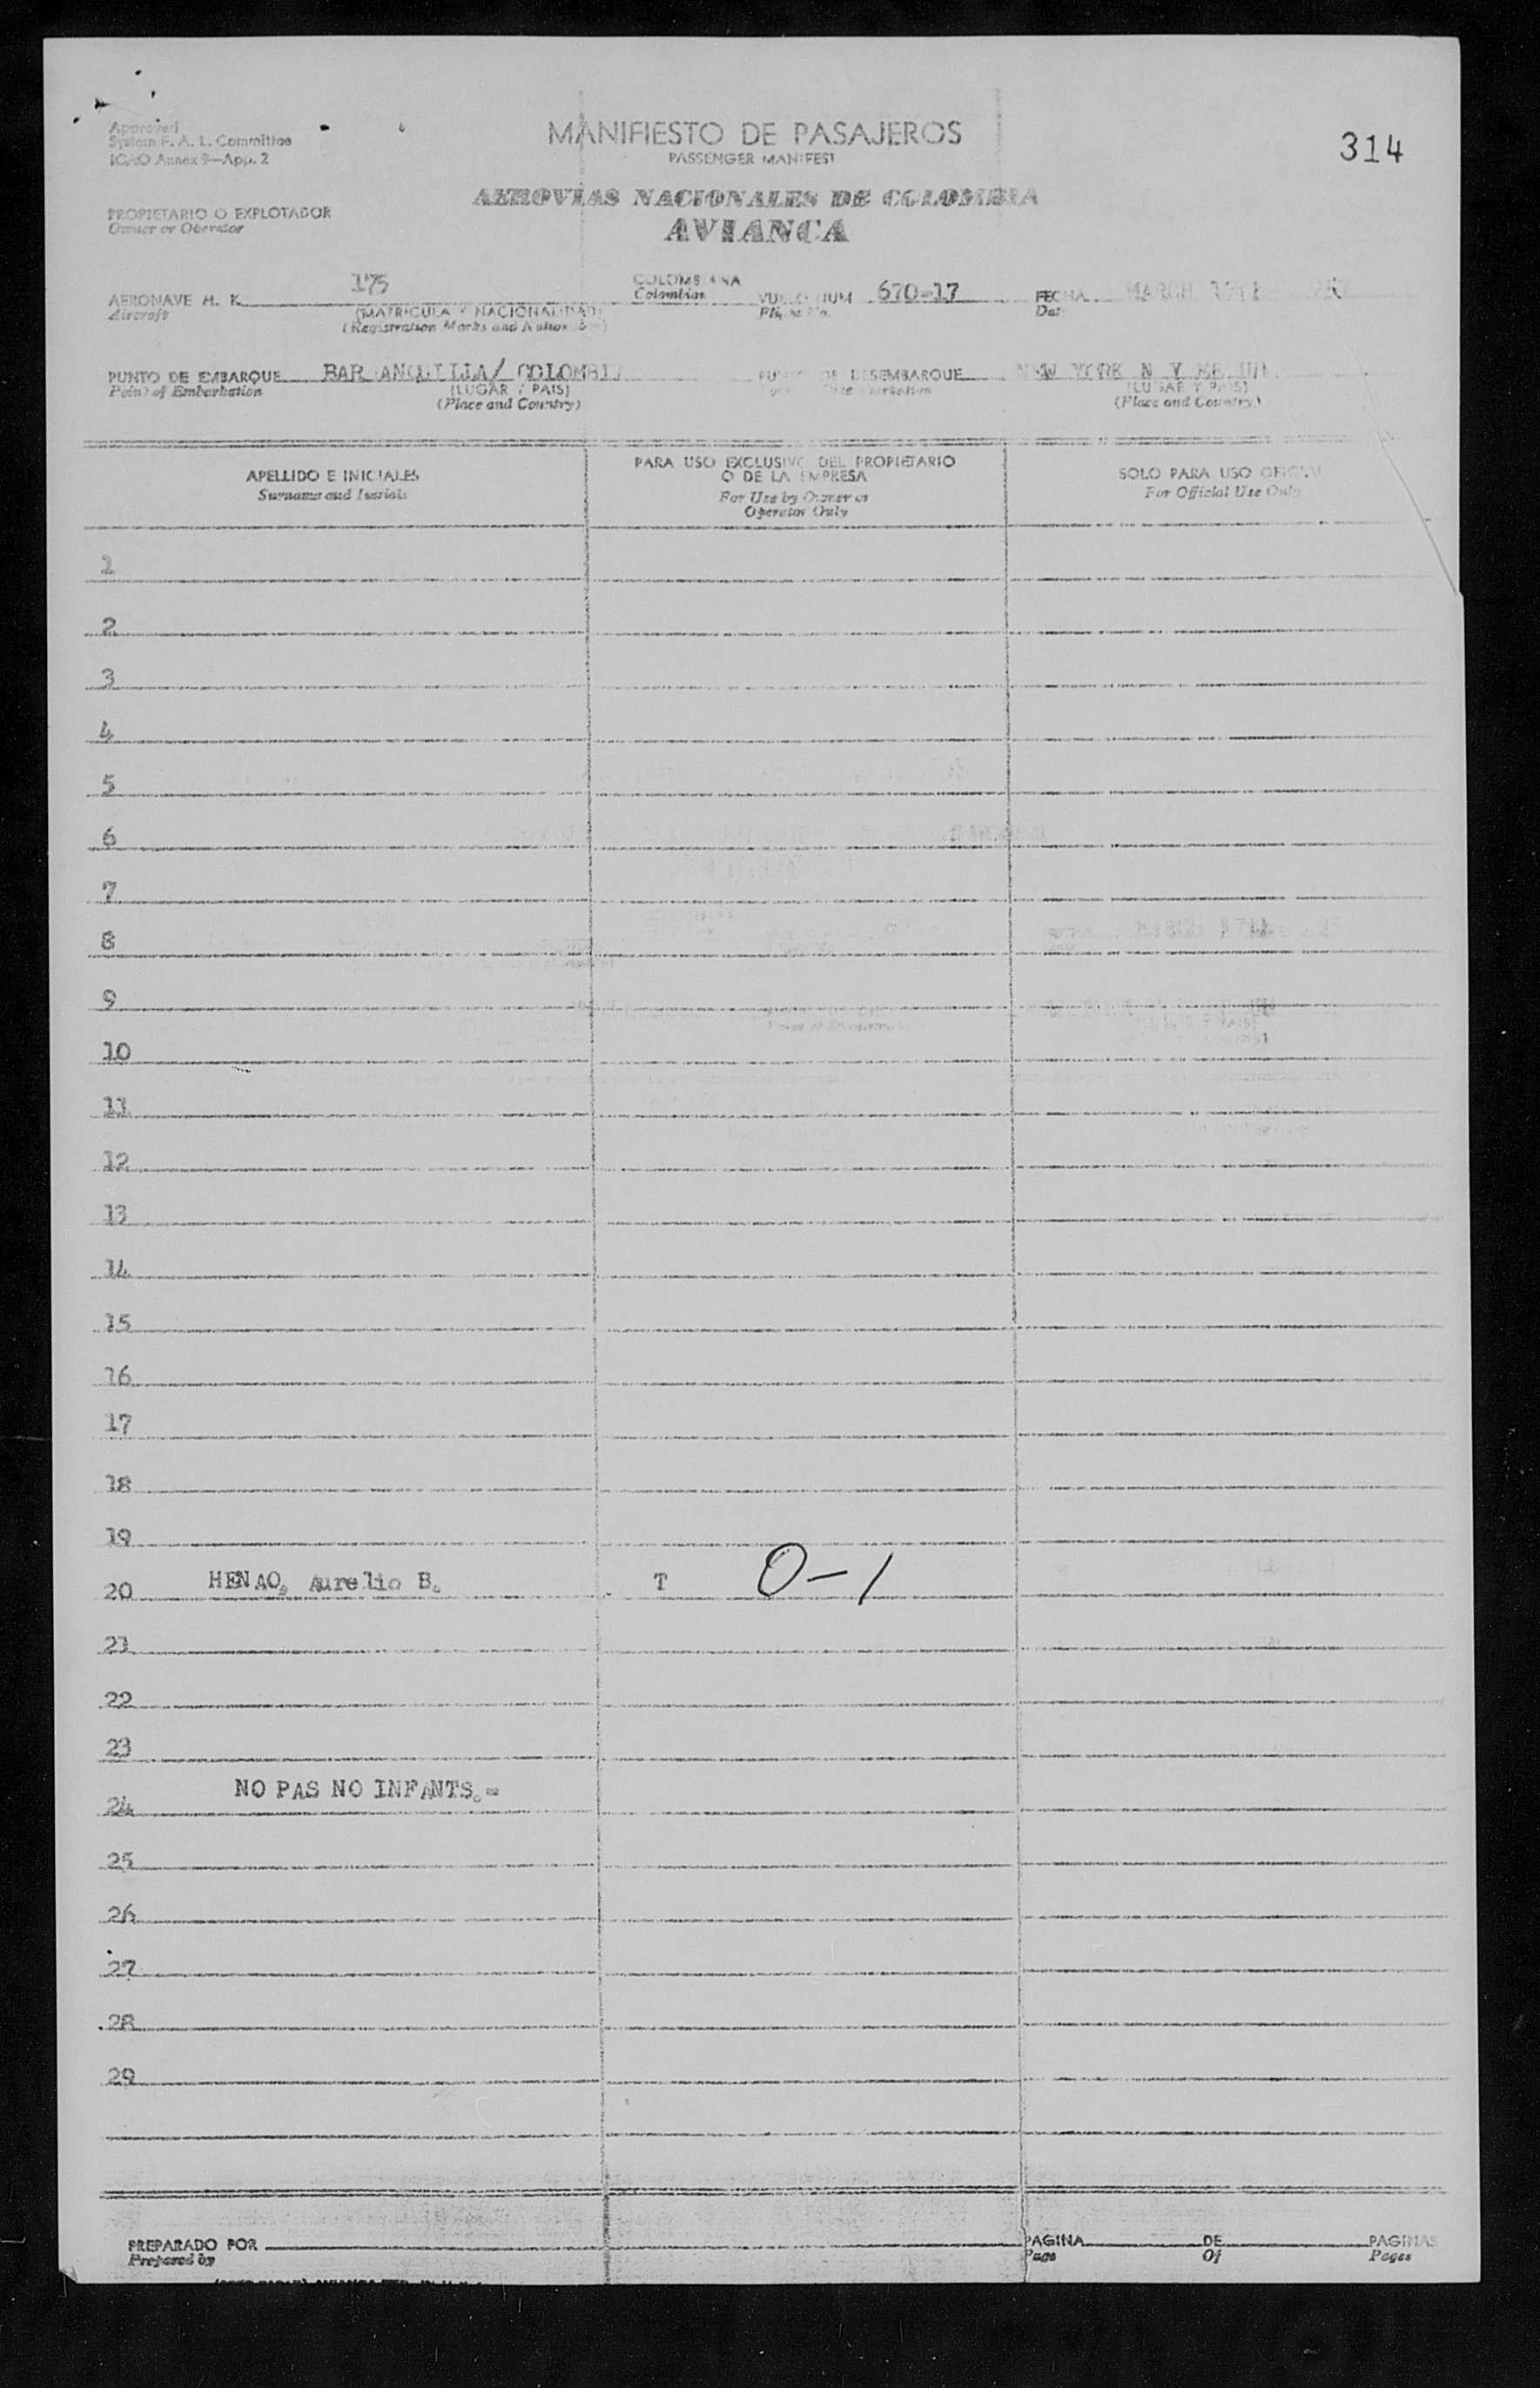 314
Approved
System F. A. L. Committee
ICAO Annex 9—App. 2
MANIFIESTO DE PASAJEROS
PASSENGER MANIFEST
AEROVIAS NACIONALES DE COLOMBIA
AVIANCA
PROPIETARIO O EXPLOTADOR
Owner or Operator
AERONAVE H. K. 175 COLOMBIANA VUELO NUM 670-17 FECHA MARCH
Aircraft (MATRICULA Y NACIONALIDAD) Colombian Flight No. Date
(Registration Marks and
PUNTO DE EMBARQUE BARRANQUILLA/ COLOMBIA PUNTO DE DESEMBARQUE NEW YORK N Y
Point of Embarkation (LUGAR Y PAIS) (LUGAR Y PAIS)
(Place and Country) (Place and Country)
APELLIDO E INICIALES PARA USO EXCLUSIVO DEL PROPIETARIO SOLO PARA USO OFICIAL
Surname and Initials O DE LA EMPRESA For Official Use Only
For Use by Owner or
Operator Only
1
2
3
4
5
6
7
8
9
10
11
12
13
14
15
16
17
18
19
20 HENAO, Aurelio B. T 0-1
21
22
23
24 NO PAS NO INFANTS.=
25
26
27
28
29
PREPARADO POR PAGINA DE PAGINAS
Prepared by Page Of Pages